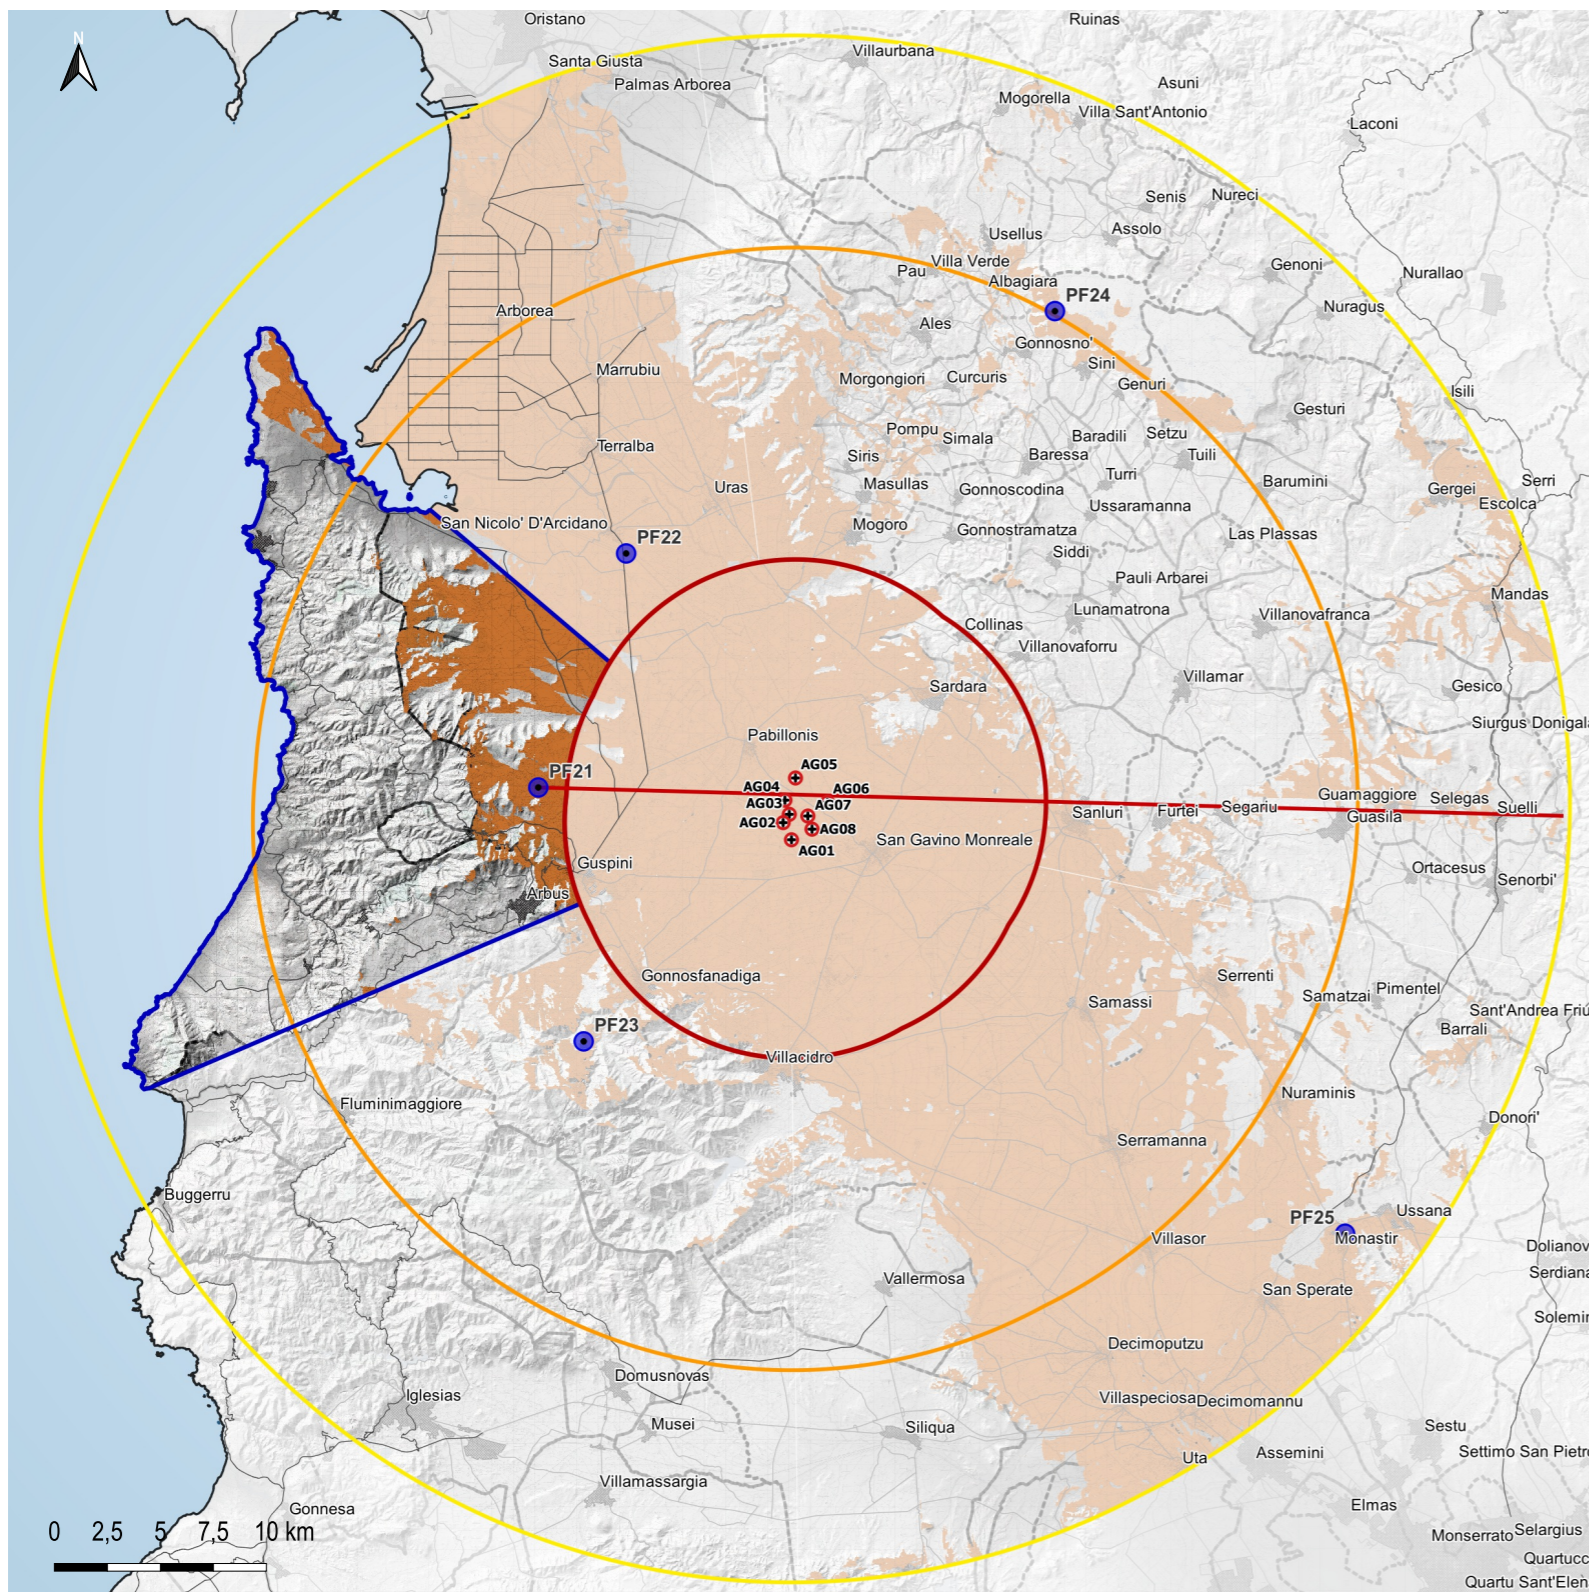 Oristano
Ruinas
N
Santa Giusta
Villaurbana
Palmas Arborea
Asuni
Mogorella
Villa Sant'Antonio
Laconi
Senis
Nureci
Usellus
Assolo
Villa Verde
Pau
Genoni
Nurallao
Albagiara
PF24
Nuragus
Arborea
Ales
Gonnosno'
Sini
Marrubiu
Morgongiori
Curcuris
Genuri
Isili
Gesturi
Pompu
Simala
Baradili
Setzu
Terralba
Siris
Baressa
Tuili
Turri
Uras
Masullas
Gonnoscodina
Barumini
Serri
Gergei
Ussaramanna
Escolca
San Nicolo' D'Arcidano
Mogoro
Gonnostramatza
Las Plassas
PF22
Siddi
Pauli Arbarei
Mandas
Lunamatrona
Villanovafranca
Collinas
Villanovaforru
Villamar
Sardara
Gesico
Siurgus Donigala
Pabillonis
AG05
PF21
AG04
AG06
Guamaggiore
Selegas
AG03
AG07
Sanluri
Furtei
Segariu
Suelli
Guasila
AG02
AG08
San Gavino Monreale
AG01
Guspini
Ortacesus
Senorbi'
Arbus
Gonnosfanadiga
Serrenti
Samassi
Samatzai
Pimentel
Sant'Andrea Friú
PF23
Barrali
Villacidro
Nuraminis
Fluminimaggiore
Donori'
Serramanna
Buggerru
PF25
Ussana
Villasor
Monastir
Dolianov
Vallermosa
Serdiana
San Sperate
Solemin
Decimoputzu
Domusnovas
Iglesias
Villaspeciosa
Decimomannu
Musei
Siliqua
Sestu
Assemini
Settimo San Pietro
Uta
Villamassargia
Gonnesa
Elmas
0 2,5 5 7,5 10 km
Monserrato
Selargius
Quartucc
Quartu Sant'Elen